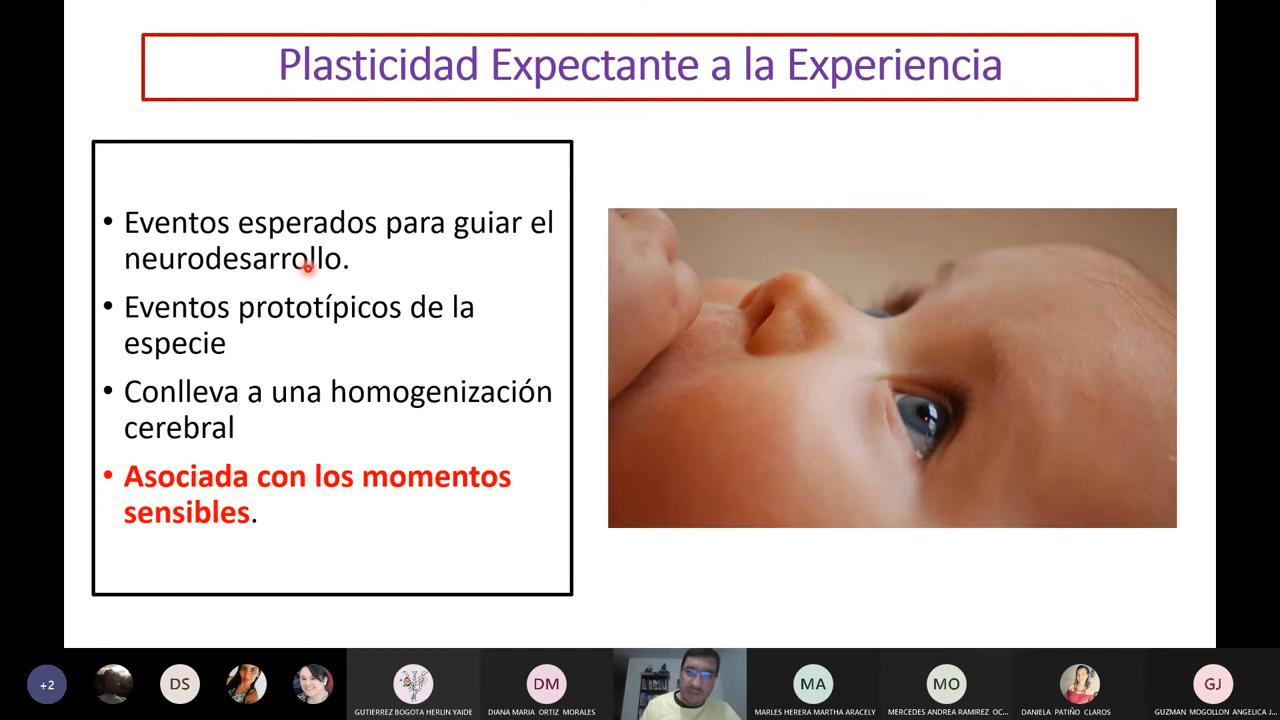 Plasticidad Expectante a la Experiencia
• Eventos esperados para guiar el
neurodesarrollo.
• Eventos prototípicos de la
especie
• Conlleva a una homogenización
cerebral
• Asociada con los momentos
sensibles.
+2
DS
DM
MA
MO
GJ
GUTIERREZ BOGOTA HERLIN YAIDE
DIANA MARIA ORTIZ MORALES
MARLES HERERA MARTHA ARACELY
MERCEDES ANDREA RAMIREZ OC...
DANIELA PATIÑO CLAROS
GUZMAN MOGOLLON ANGELICA J...